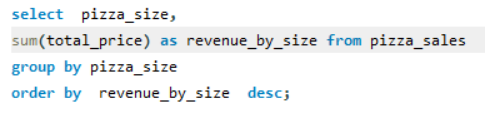 select pizza_size,
sum(total_price) as revenue_by_size from pizza_sales
group by pizza_size
order by revenue_by_size desc;